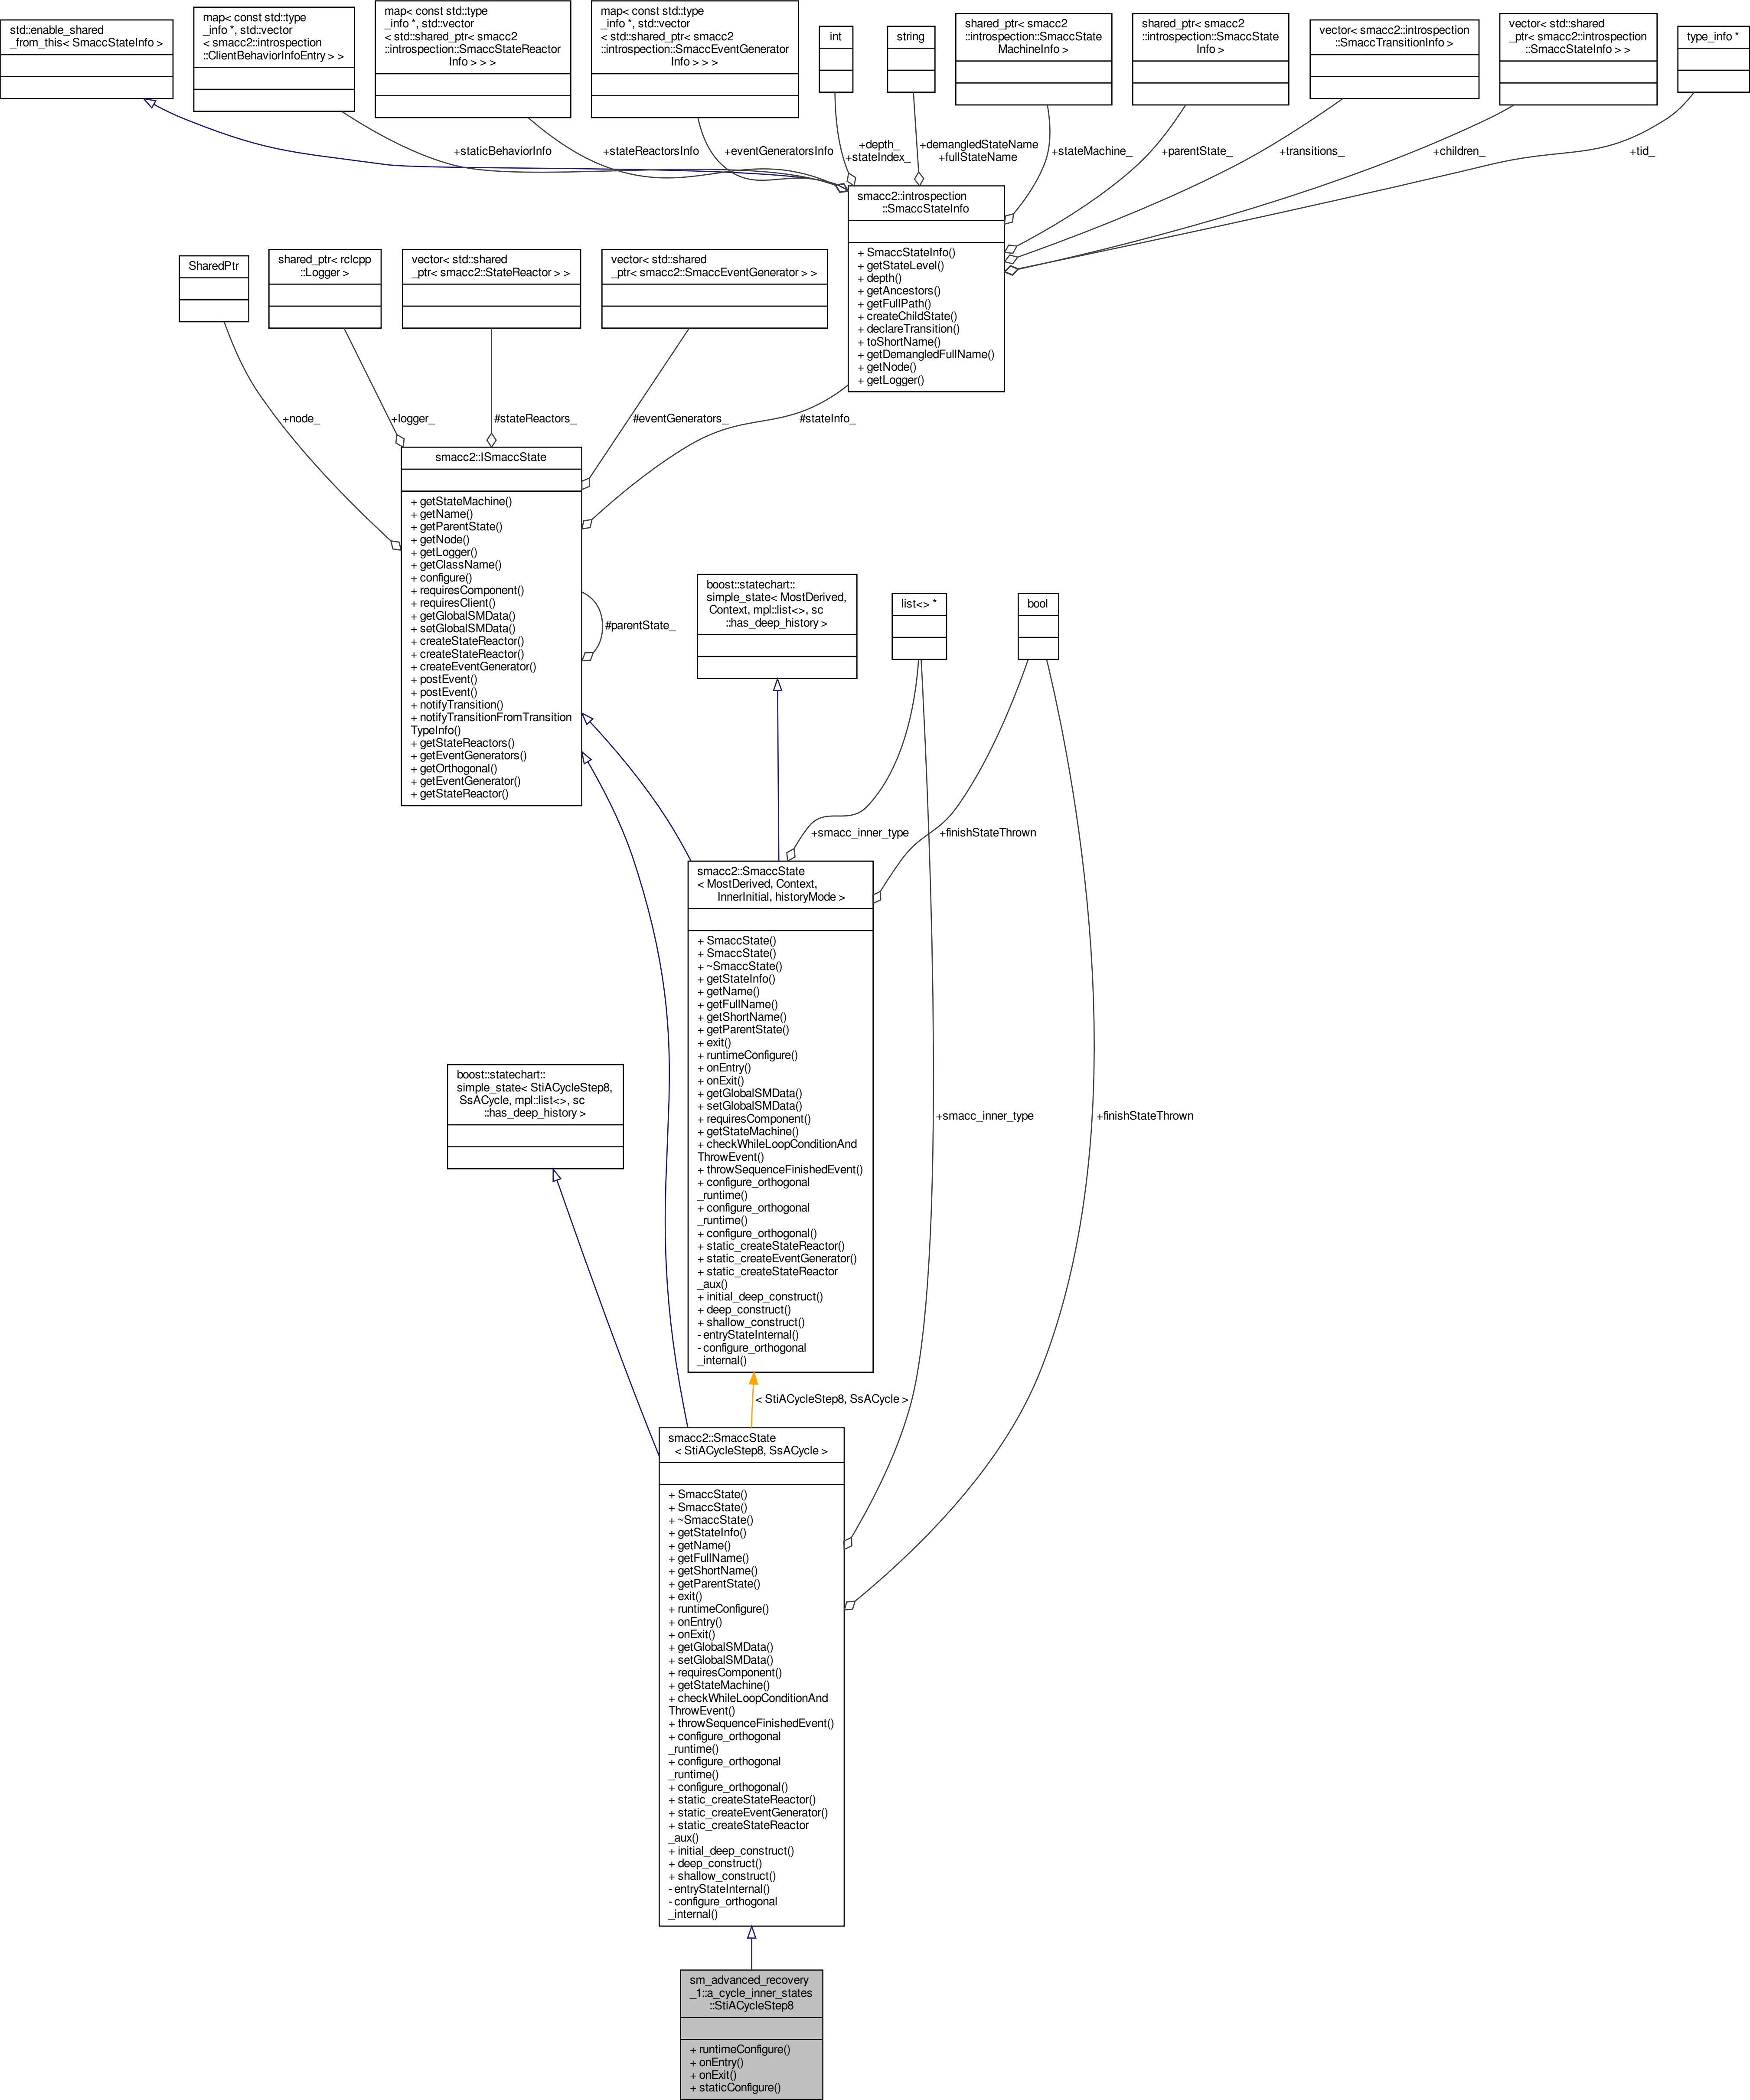 std::enable_shared
_from_this< SmaccStateInfo >
map< const std::type
_info *, std::vector
< smacc2::introspection
::ClientBehaviorInfoEntry > >
map< const std::type
_info *, std::vector
< std::shared_ptr< smacc2
::introspection::SmaccStateReactor
Info > > >
map< const std::type
_info *, std::vector
< std::shared_ptr< smacc2
::introspection::SmaccEventGenerator
Info > > >
int
string
shared_ptr< smacc2
::introspection::SmaccState
MachineInfo >
shared_ptr< smacc2
::introspection::SmaccState
Info >
vector< smacc2::introspection
::SmaccTransitionInfo >
vector< std::shared
_ptr< smacc2::introspection
::SmaccStateInfo > >
type_info *
+staticBehaviorInfo
+stateReactorsInfo
+eventGeneratorsInfo
+depth_
+stateIndex_
+demangledStateName
+fullStateName
+stateMachine_
+parentState_
+transitions_
+children_
+tid_
smacc2::introspection
::SmaccStateInfo
+ SmaccStateInfo()
+ getStateLevel()
+ depth()
+ getAncestors()
+ getFullPath()
+ createChildState()
+ declareTransition()
+ toShortName()
+ getDemangledFullName()
+ getNode()
+ getLogger()
SharedPtr
shared_ptr< rclcpp
::Logger >
vector< std::shared
_ptr< smacc2::StateReactor > >
vector< std::shared
_ptr< smacc2::SmaccEventGenerator > >
+node_
+logger_
#stateReactors_
#eventGenerators_
#stateInfo_
smacc2::ISmaccState
+ getStateMachine()
+ getName()
+ getParentState()
+ getNode()
+ getLogger()
+ getClassName()
+ configure()
+ requiresComponent()
+ requiresClient()
+ getGlobalSMData()
+ setGlobalSMData()
+ createStateReactor()
+ createStateReactor()
+ createEventGenerator()
+ postEvent()
+ postEvent()
+ notifyTransition()
+ notifyTransitionFromTransition
TypeInfo()
+ getStateReactors()
+ getEventGenerators()
+ getOrthogonal()
+ getEventGenerator()
+ getStateReactor()
#parentState_
boost::statechart::
simple_state< MostDerived,
Context, mpl::list<>, sc
::has_deep_history >
list<> *
bool
+smacc_inner_type
+finishStateThrown
smacc2::SmaccState
< MostDerived, Context,
InnerInitial, historyMode >
+ SmaccState()
+ SmaccState()
+ ~SmaccState()
+ getStateInfo()
+ getName()
+ getFullName()
+ getShortName()
+ getParentState()
+ exit()
+ runtimeConfigure()
+ onEntry()
+ onExit()
+ getGlobalSMData()
+ setGlobalSMData()
+ requiresComponent()
+ getStateMachine()
+ checkWhileLoopConditionAnd
ThrowEvent()
+ throwSequenceFinishedEvent()
+ configure_orthogonal
_runtime()
+ configure_orthogonal
_runtime()
+ configure_orthogonal()
+ static_createStateReactor()
+ static_createEventGenerator()
+ static_createStateReactor
_aux()
+ initial_deep_construct()
+ deep_construct()
+ shallow_construct()
- entryStateInternal()
- configure_orthogonal
_internal()
boost::statechart::
simple_state< StiACycleStep8,
SsACycle, mpl::list<>, sc
::has_deep_history >
+smacc_inner_type
+finishStateThrown
< StiACycleStep8, SsACycle >
smacc2::SmaccState
< StiACycleStep8, SsACycle >
+ SmaccState()
+ SmaccState()
+ ~SmaccState()
+ getStateInfo()
+ getName()
+ getFullName()
+ getShortName()
+ getParentState()
+ exit()
+ runtimeConfigure()
+ onEntry()
+ onExit()
+ getGlobalSMData()
+ setGlobalSMData()
+ requiresComponent()
+ getStateMachine()
+ checkWhileLoopConditionAnd
ThrowEvent()
+ throwSequenceFinishedEvent()
+ configure_orthogonal
_runtime()
+ configure_orthogonal
_runtime()
+ configure_orthogonal()
+ static_createStateReactor()
+ static_createEventGenerator()
+ static_createStateReactor
_aux()
+ initial_deep_construct()
+ deep_construct()
+ shallow_construct()
- entryStateInternal()
- configure_orthogonal
_internal()
sm_advanced_recovery
_1::a_cycle_inner_states
::StiACycleStep8
+ runtimeConfigure()
+ onEntry()
+ onExit()
+ staticConfigure()